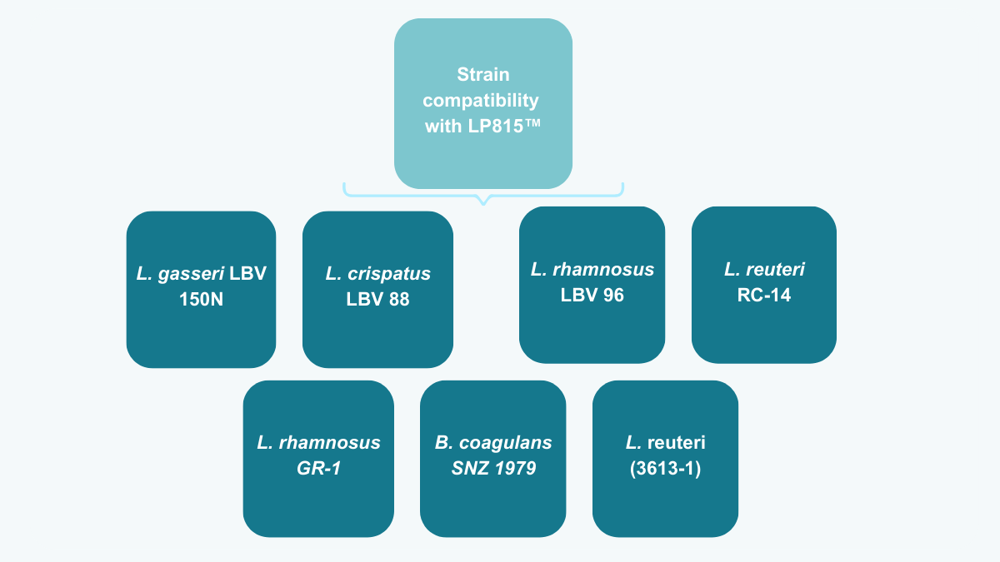 Strain
compatibility
with LP815™
L. gasseri LBV
150N
L. crispatus
LBV 88
L. rhamnosus
LBV 96
L. reuteri
RC-14
L. rhamnosus
GR-1
B. coagulans
SNZ 1979
L. reuteri
(3613-1)